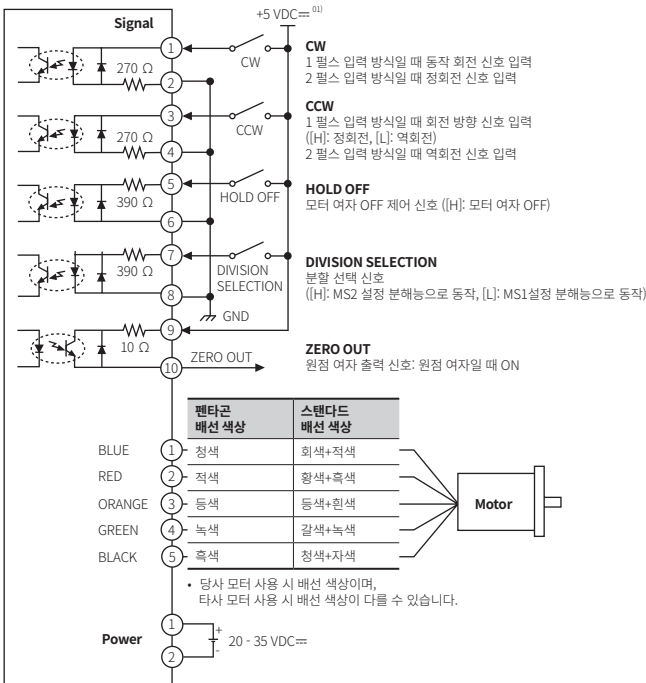 Signal
+5 VDC⎓ 01)
1
CW
270 Ω
2
CW
1 펄스 입력 방식일 때 동작 회전 신호 입력
2 펄스 입력 방식일 때 정회전 신호 입력
3
CCW
270 Ω
4
CCW
1 펄스 입력 방식일 때 회전 방향 신호 입력
([H]: 정회전, [L]: 역회전)
2 펄스 입력 방식일 때 역회전 신호 입력
5
HOLD OFF
390 Ω
6
HOLD OFF
모터 여자 OFF 제어 신호 ([H]: 모터 여자 OFF)
7
DIVISION
SELECTION
390 Ω
8
GND
DIVISION SELECTION
분할 선택 신호
([H]: MS2 설정 분해능으로 동작, [L]: MS1설정 분해능으로 동작)
9
10 Ω
ZERO OUT
10
ZERO OUT
원점 여자 출력 신호: 원점 여자일 때 ON
펜타곤
배선 색상
스탠다드
배선 색상
BLUE 1 청색 회색+적색
RED 2 적색 황색+흑색
ORANGE 3 등색 등색+흰색
GREEN 4 녹색 갈색+녹색
BLACK 5 흑색 청색+자색
Motor
• 당사 모터 사용 시 배선 색상이며,
타사 모터 사용 시 배선 색상이 다를 수 있습니다.
Power
1
+
20 - 35 VDC⎓
-
2